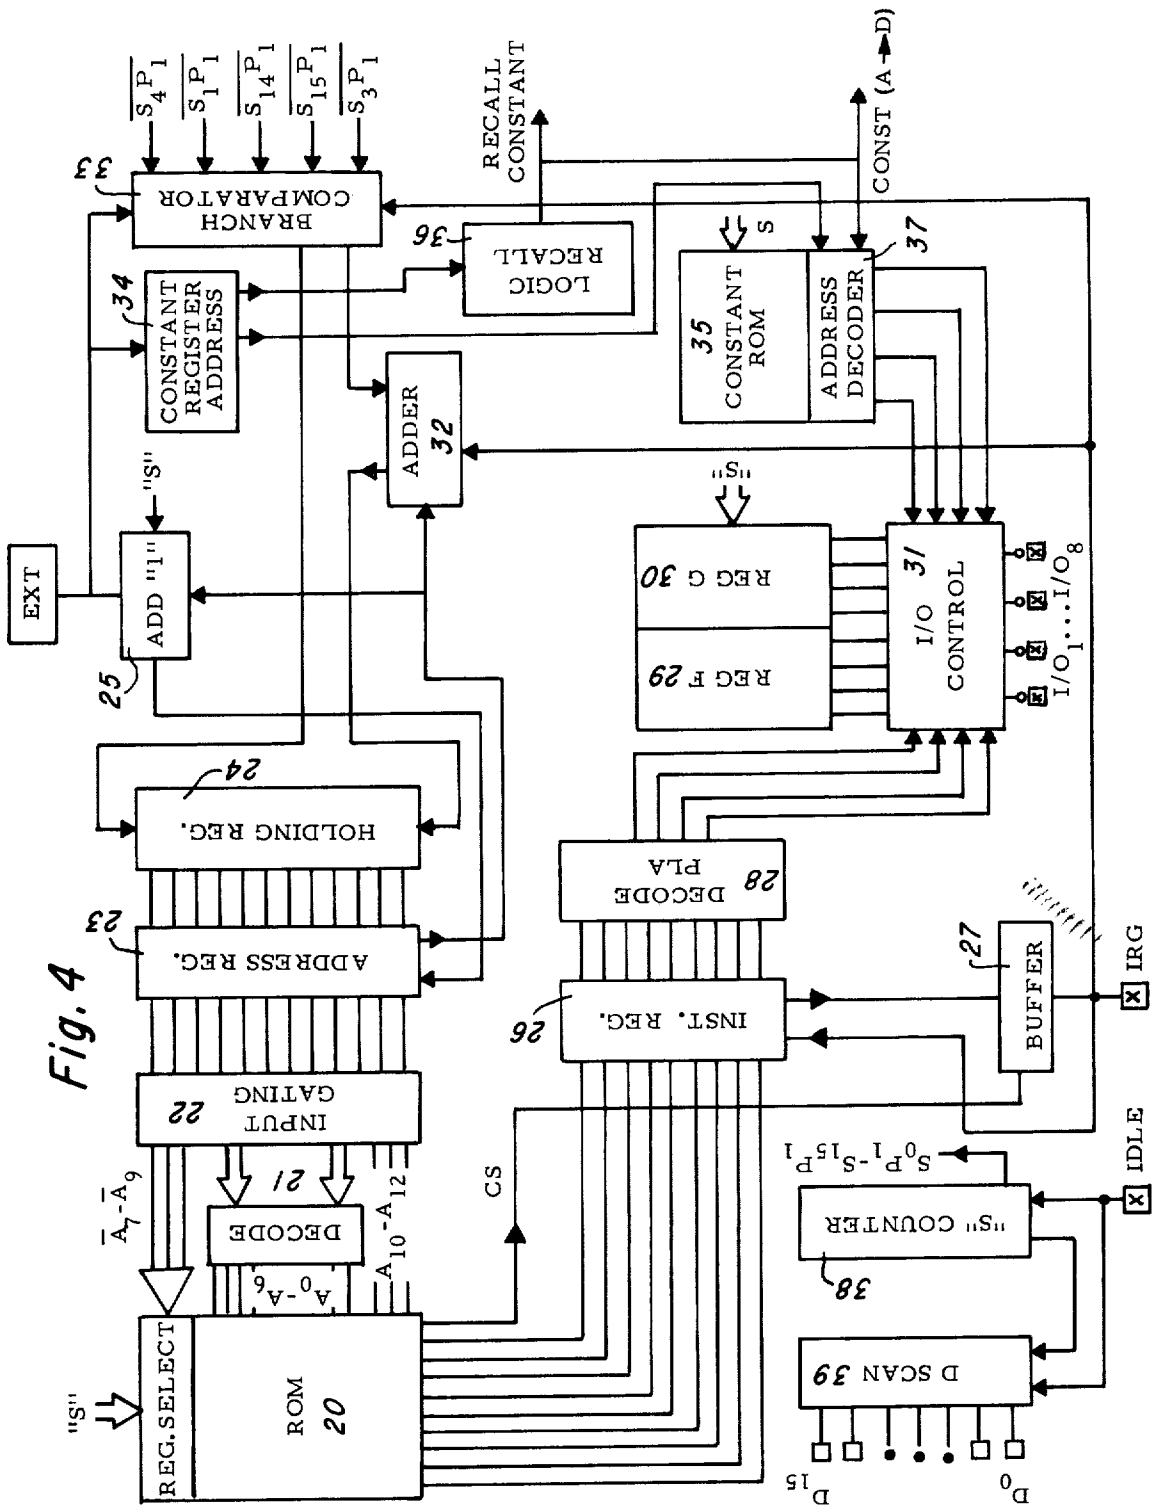 Fig. 4
EXT
"S"
ADD "1"
25
CONSTANT
REGISTER
ADDRESS
34
BRANCH
COMPARATOR
33
S4P1
S1P1
S14P1
S15P1
S3P1
RECALL
CONSTANT
LOGIC
RECALL
36
CONST (A→D)
S
CONSTANT
ROM
35
ADDRESS
DECODER
37
ADDER
32
HOLDING REG.
24
ADDRESS REG.
23
INPUT
GATING
22
A̅7-A̅9
21
DECODE
A0-A6
A10-A12
"S"
REG. SELECT
ROM
20
CS
INST. REG.
26
DECODE
PLA
28
REG F 29
REG G 30
"S"
I/O
CONTROL
31
I/O1...I/O8
X
X
X
X
BUFFER
27
X IRG
X IDLE
"S" COUNTER
38
S0P1-S15P1
D SCAN 39
D15
D0